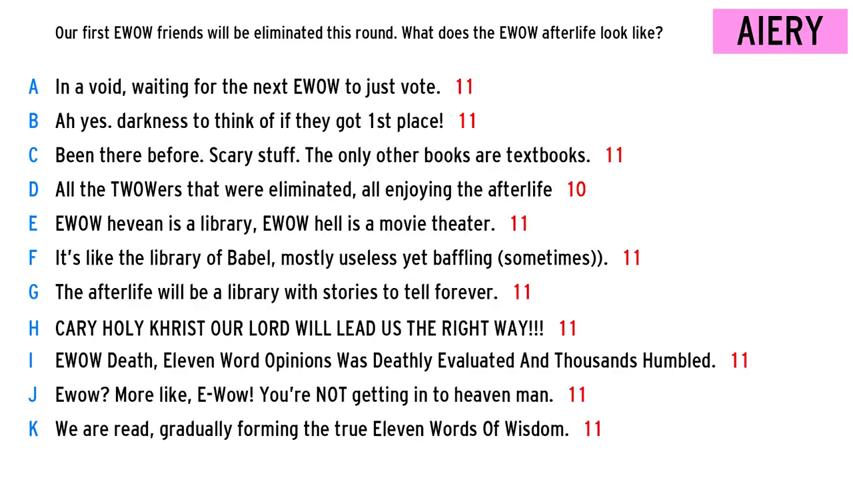 Our first EWOW friends will be eliminated this round. What does the EWOW afterlife look like?
AIERY
A In a void, waiting for the next EWOW to just vote. 11
B Ah yes. darkness to think of if they got 1st place! 11
C Been there before. Scary stuff. The only other books are textbooks. 11
D All the TWOWers that were eliminated, all enjoying the afterlife 10
E EWOW hevean is a library, EWOW hell is a movie theater. 11
F It's like the library of Babel, mostly useless yet baffling (sometimes)). 11
G The afterlife will be a library with stories to tell forever. 11
H CARY HOLY KHRIST OUR LORD WILL LEAD US THE RIGHT WAY!!! 11
I EWOW Death, Eleven Word Opinions Was Deathly Evaluated And Thousands Humbled. 11
J Ewow? More like, E-Wow! You're NOT getting in to heaven man. 11
K We are read, gradually forming the true Eleven Words Of Wisdom. 11